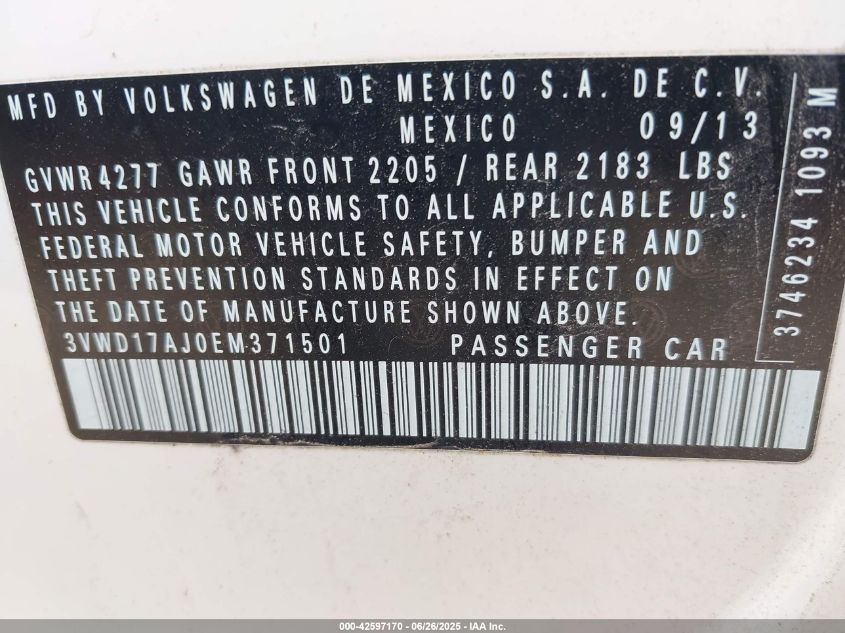 MFD BY VOLKSWAGEN DE MEXICO S.A. DE C.V.
MEXICO 09/13
GVWR 4277 GAWR FRONT 2205 / REAR 2183 LBS
THIS VEHICLE CONFORMS TO ALL APPLICABLE U.S.
FEDERAL MOTOR VEHICLE SAFETY, BUMPER AND
THEFT PREVENTION STANDARDS IN EFFECT ON
THE DATE OF MANUFACTURE SHOWN ABOVE.
3VWD17AJ0EM371501 PASSENGER CAR
3746234 1093 M
000-42597170 - 06/26/2025 - IAA Inc.